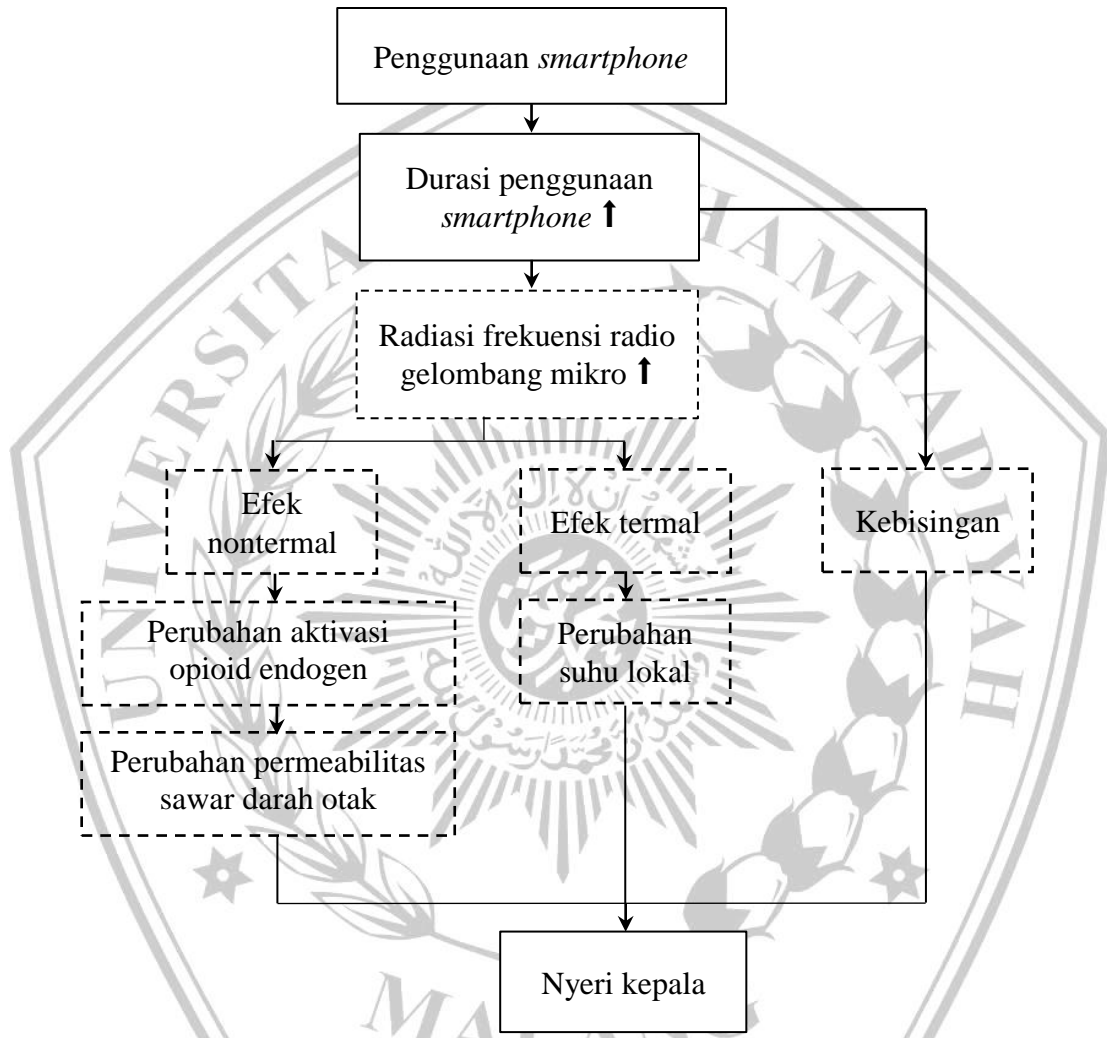 Penggunaan smartphone
Durasi penggunaan
smartphone ⬆
Radiasi frekuensi radio
gelombang mikro ⬆
Efek
nontermal
Efek termal
Kebisingan
Perubahan aktivasi
opioid endogen
Perubahan
suhu lokal
Perubahan permeabilitas
sawar darah otak
Nyeri kepala